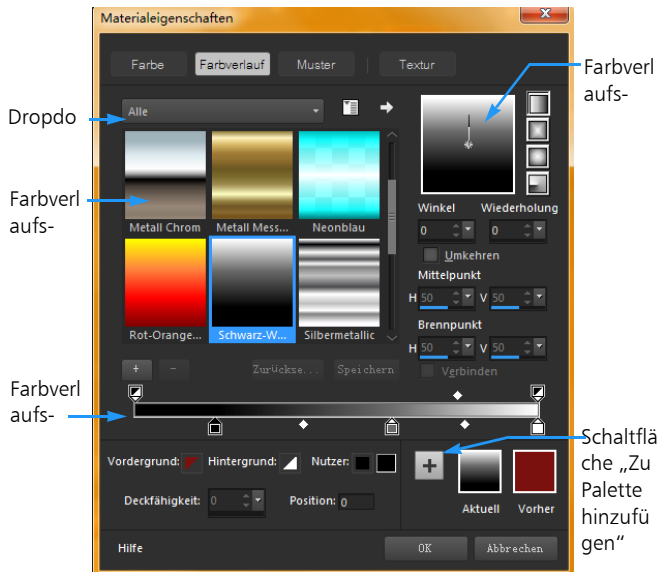 Materialeigenschaften
Farbe Farbverlauf Muster Textur
Farbverl
aufs-
Alle
Dropdo
Farbverl
aufs-
Metall Chrom Metall Mess... Neonblau
Winkel Wiederholung
0 0
Umkehren
Mittelpunkt
H 50 V 50
Brennpunkt
H 50 V 50
Verbinden
Rot-Orange... Schwarz-W... Silbermetallic
+ - Zurückse... Speichern
Farbverl
aufs-
Vordergrund: Hintergrund: Nutzer:
Deckfähigkeit: 0 Position: 0
+
Aktuell Vorher
Schaltflä
che „Zu
Palette
hinzufü
gen“
Hilfe OK Abbrechen